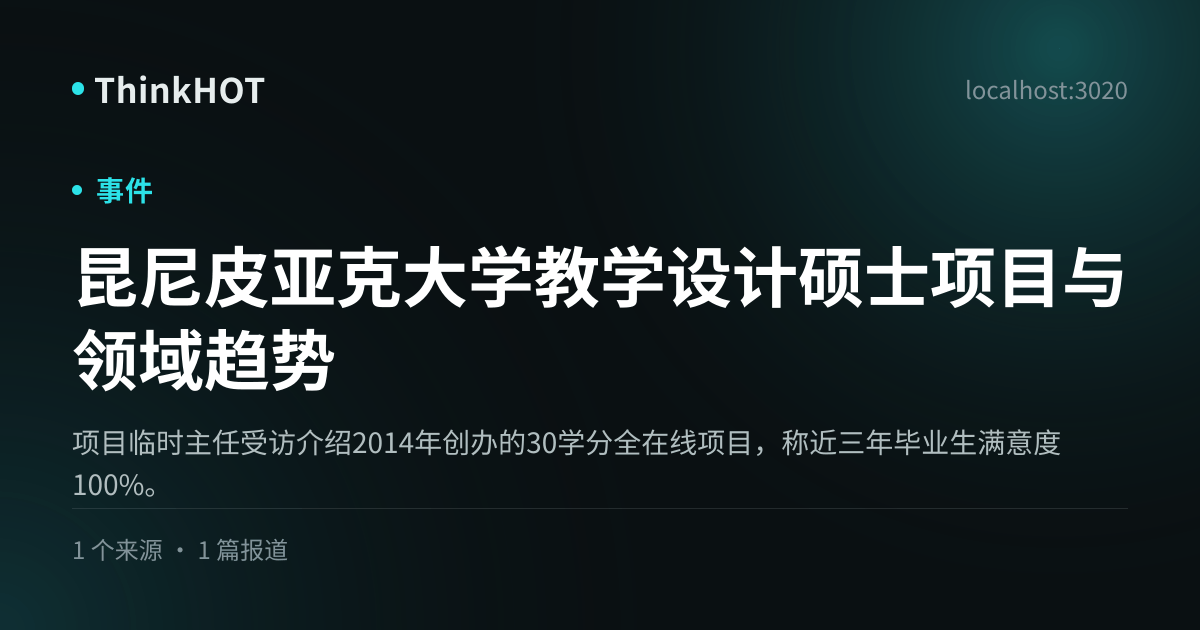 ThinkHOT
localhost:3020
事件
昆尼皮亚克大学教学设计硕士项目与
领域趋势
项目临时主任受访介绍2014年创办的30学分全在线项目，称近三年毕业生满意度
100%。
1 个来源 · 1 篇报道